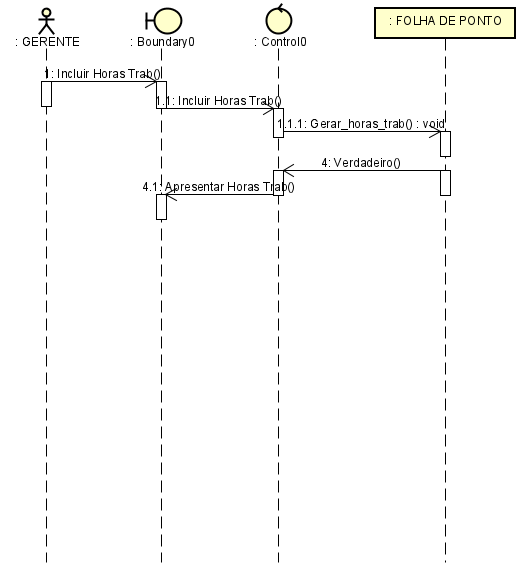 : GERENTE
: Boundary0
: Control0
: FOLHA DE PONTO
1: Incluir Horas Trab()
1.1: Incluir Horas Trab()
1.1.1: Gerar_horas_trab() : void
4: Verdadeiro()
4.1: Apresentar Horas Trab()